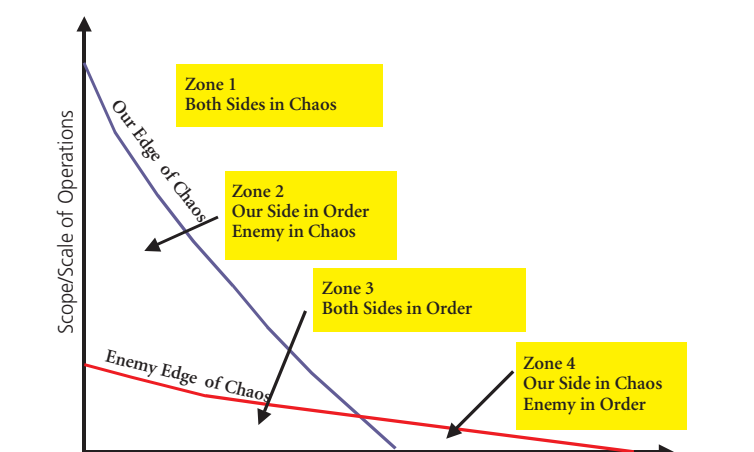 Zone 1
Both Sides in Chaos
Our Edge of Chaos
Scope/Scale of Operations
Zone 2
Our Side in Order
Enemy in Chaos
Zone 3
Both Sides in Order
Enemy Edge of Chaos
Zone 4
Our Side in Chaos
Enemy in Order